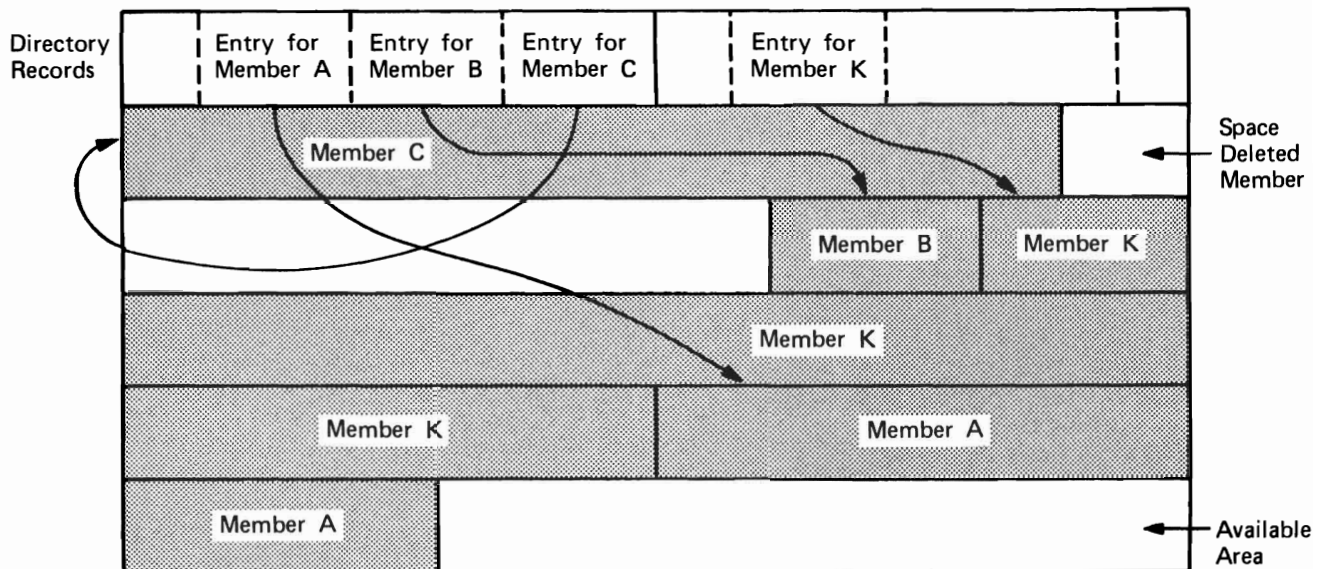 Directory
Records
Entry for
Member A
Entry for
Member B
Entry for
Member C
Entry for
Member K
Member C
Space
Deleted
Member
Member B
Member K
Member K
Member K
Member A
Member A
Available
Area